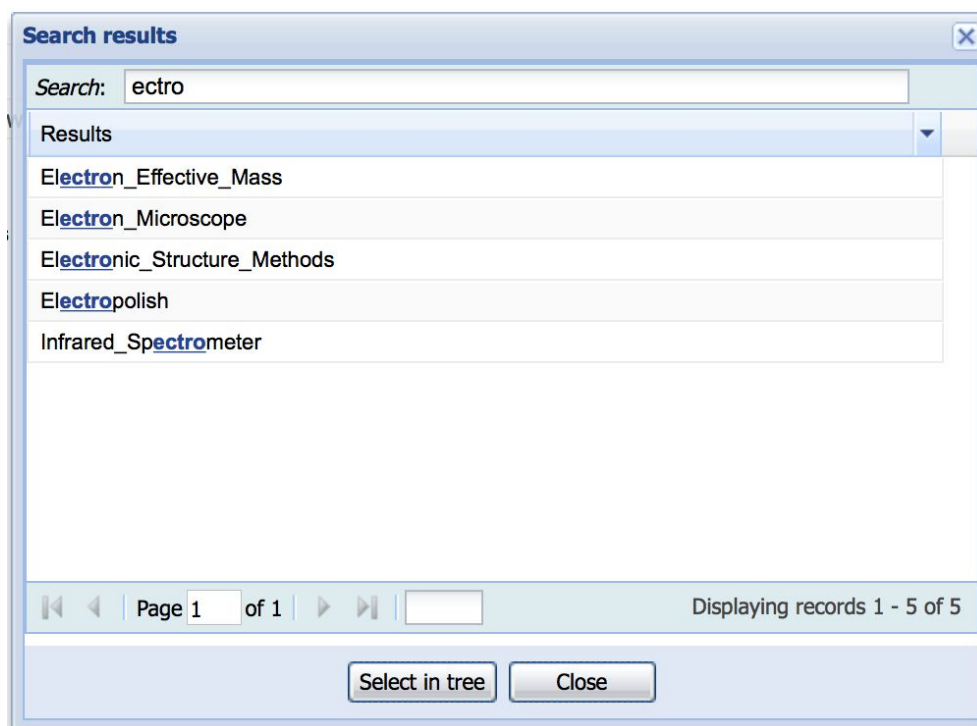 Search results
Search: ectro
Results
Electron_Effective_Mass
Electron_Microscope
Electronic_Structure_Methods
Electropolish
Infrared_Spectrometer
Page 1 of 1 Displaying records 1 - 5 of 5
Select in tree Close